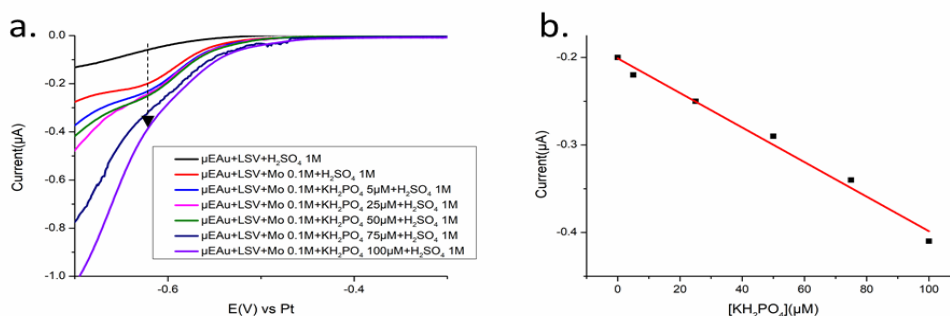 a.
0.0
-0.2
-0.4
-0.6
-0.8
-1.0
Current(μA)
-0.6
-0.4
E(V) vs Pt
μEAu+LSV+H₂SO₄ 1M
μEAu+LSV+Mo 0.1M+H₂SO₄ 1M
μEAu+LSV+Mo 0.1M+KH₂PO₄ 5μM+H₂SO₄ 1M
μEAu+LSV+Mo 0.1M+KH₂PO₄ 25μM+H₂SO₄ 1M
μEAu+LSV+Mo 0.1M+KH₂PO₄ 50μM+H₂SO₄ 1M
μEAu+LSV+Mo 0.1M+KH₂PO₄ 75μM+H₂SO₄ 1M
μEAu+LSV+Mo 0.1M+KH₂PO₄ 100μM+H₂SO₄ 1M
b.
-0.2
-0.3
-0.4
Current(μA)
0
20
40
60
80
100
[KH₂PO₄](μM)